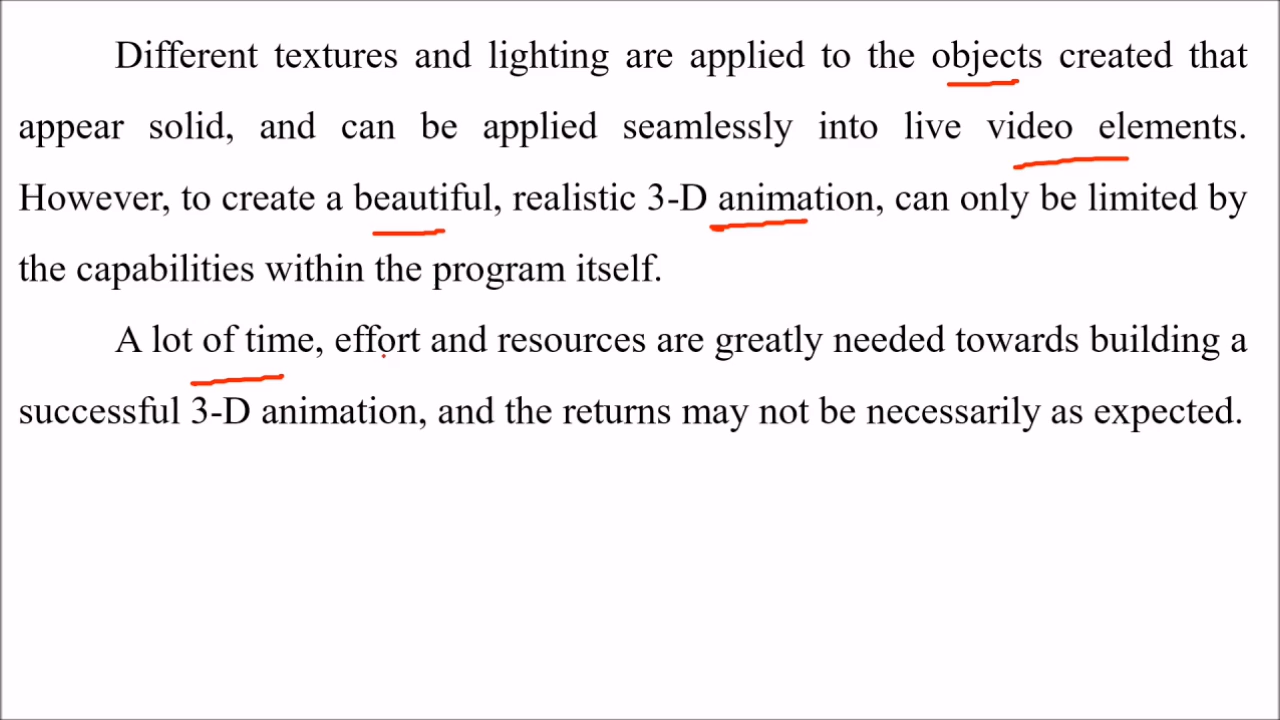 Different textures and lighting are applied to the objects created that
appear solid, and can be applied seamlessly into live video elements.
However, to create a beautiful, realistic 3-D animation, can only be limited by
the capabilities within the program itself.
A lot of time, effort and resources are greatly needed towards building a
successful 3-D animation, and the returns may not be necessarily as expected.